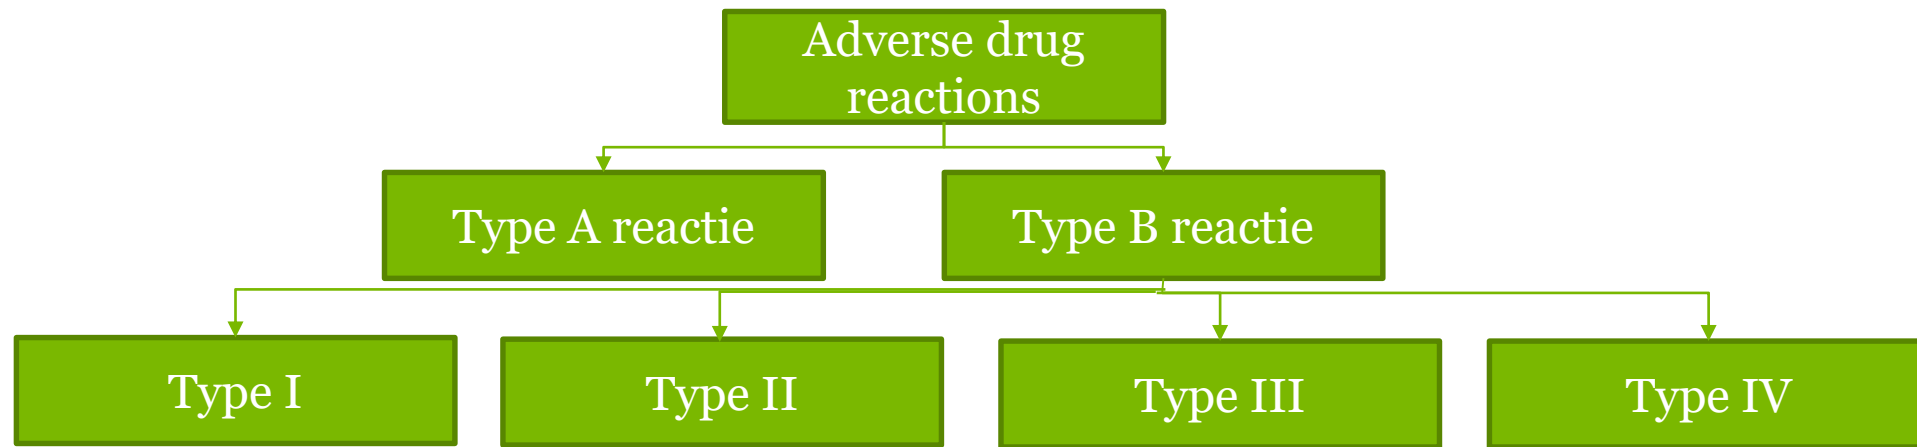 Adverse drug
reactions
Type A reactie
Type B reactie
Type I
Type II
Type III
Type IV